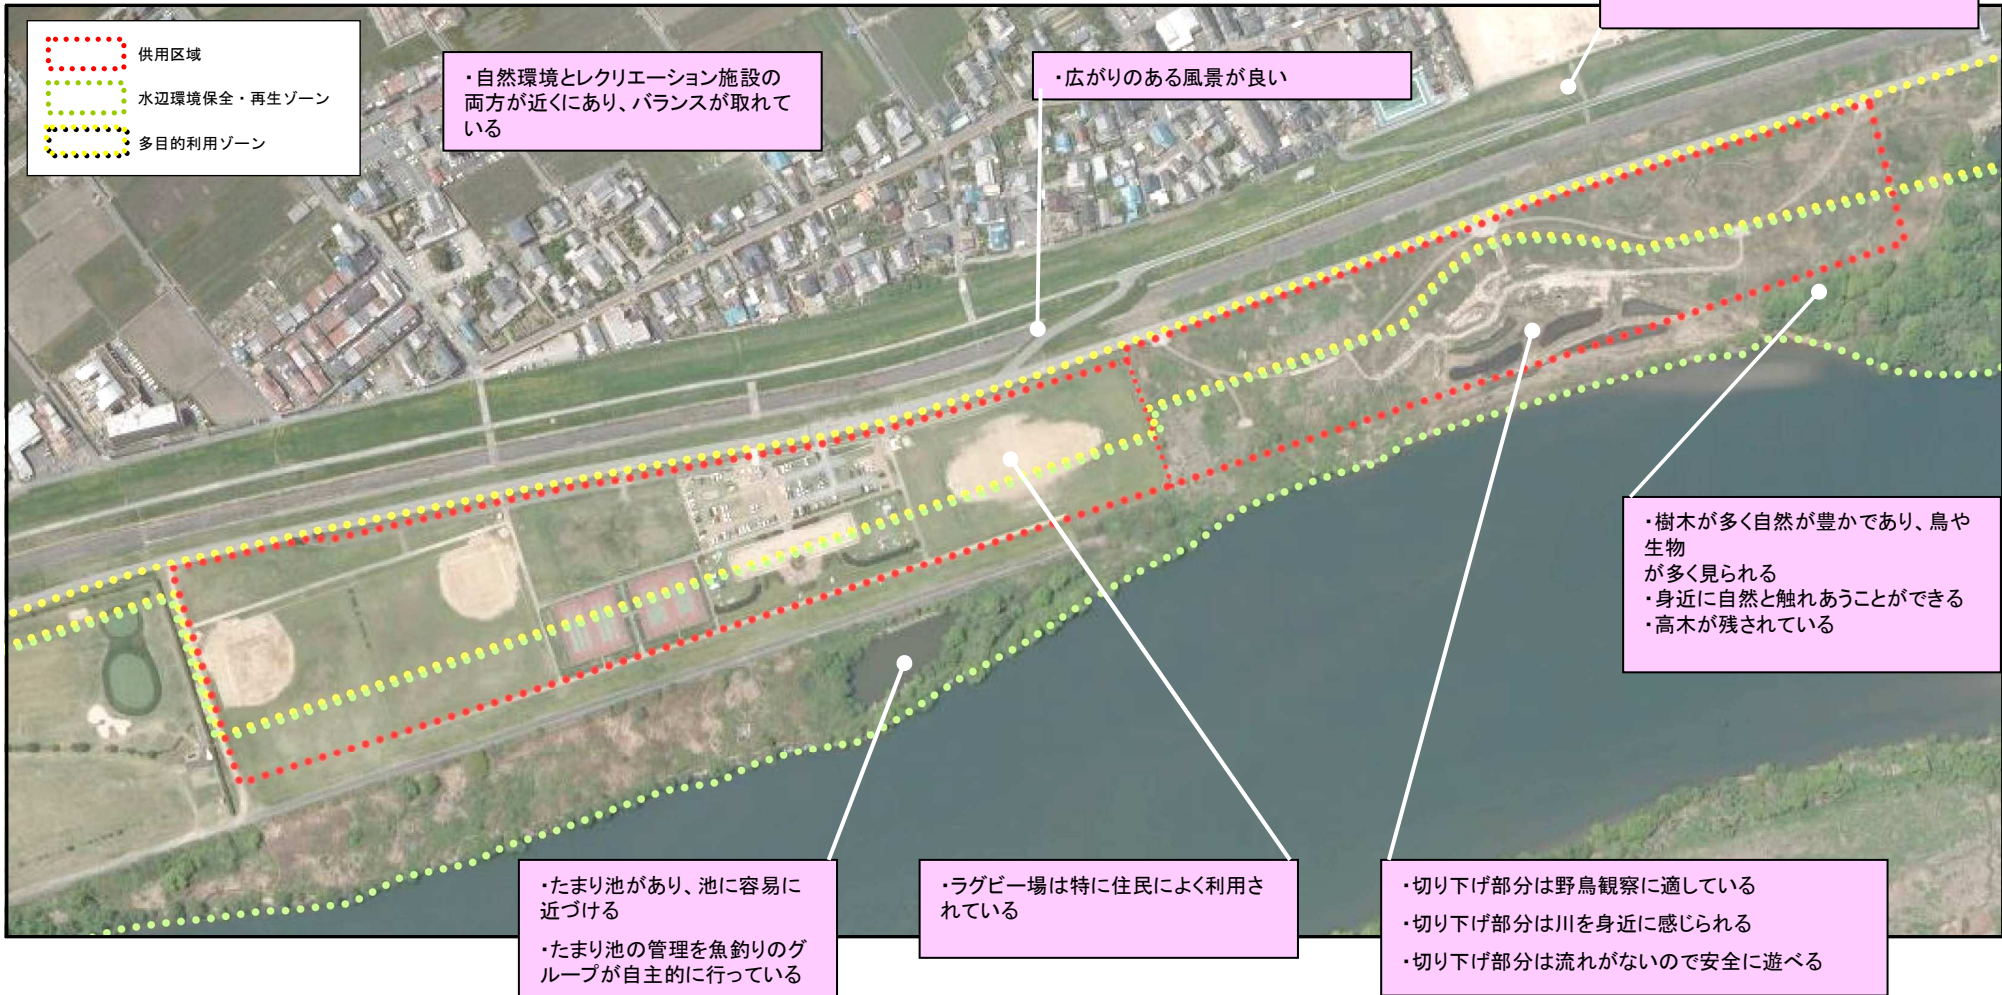 供用区域
水辺環境保全・再生ゾーン
多目的利用ゾーン
・自然環境とレクリエーション施設の
両方が近くにあり、バランスが取れて
いる
・広がりのある風景が良い
・樹木が多く自然が豊かであり、鳥や
生物
が多く見られる
・身近に自然と触れあうことができる
・高木が残されている
・たまり池があり、池に容易に
近づける
・たまり池の管理を魚釣りのグ
ループが自主的に行っている
・ラグビー場は特に住民によく利用さ
れている
・切り下げ部分は野鳥観察に適している
・切り下げ部分は川を身近に感じられる
・切り下げ部分は流れがないので安全に遊べる